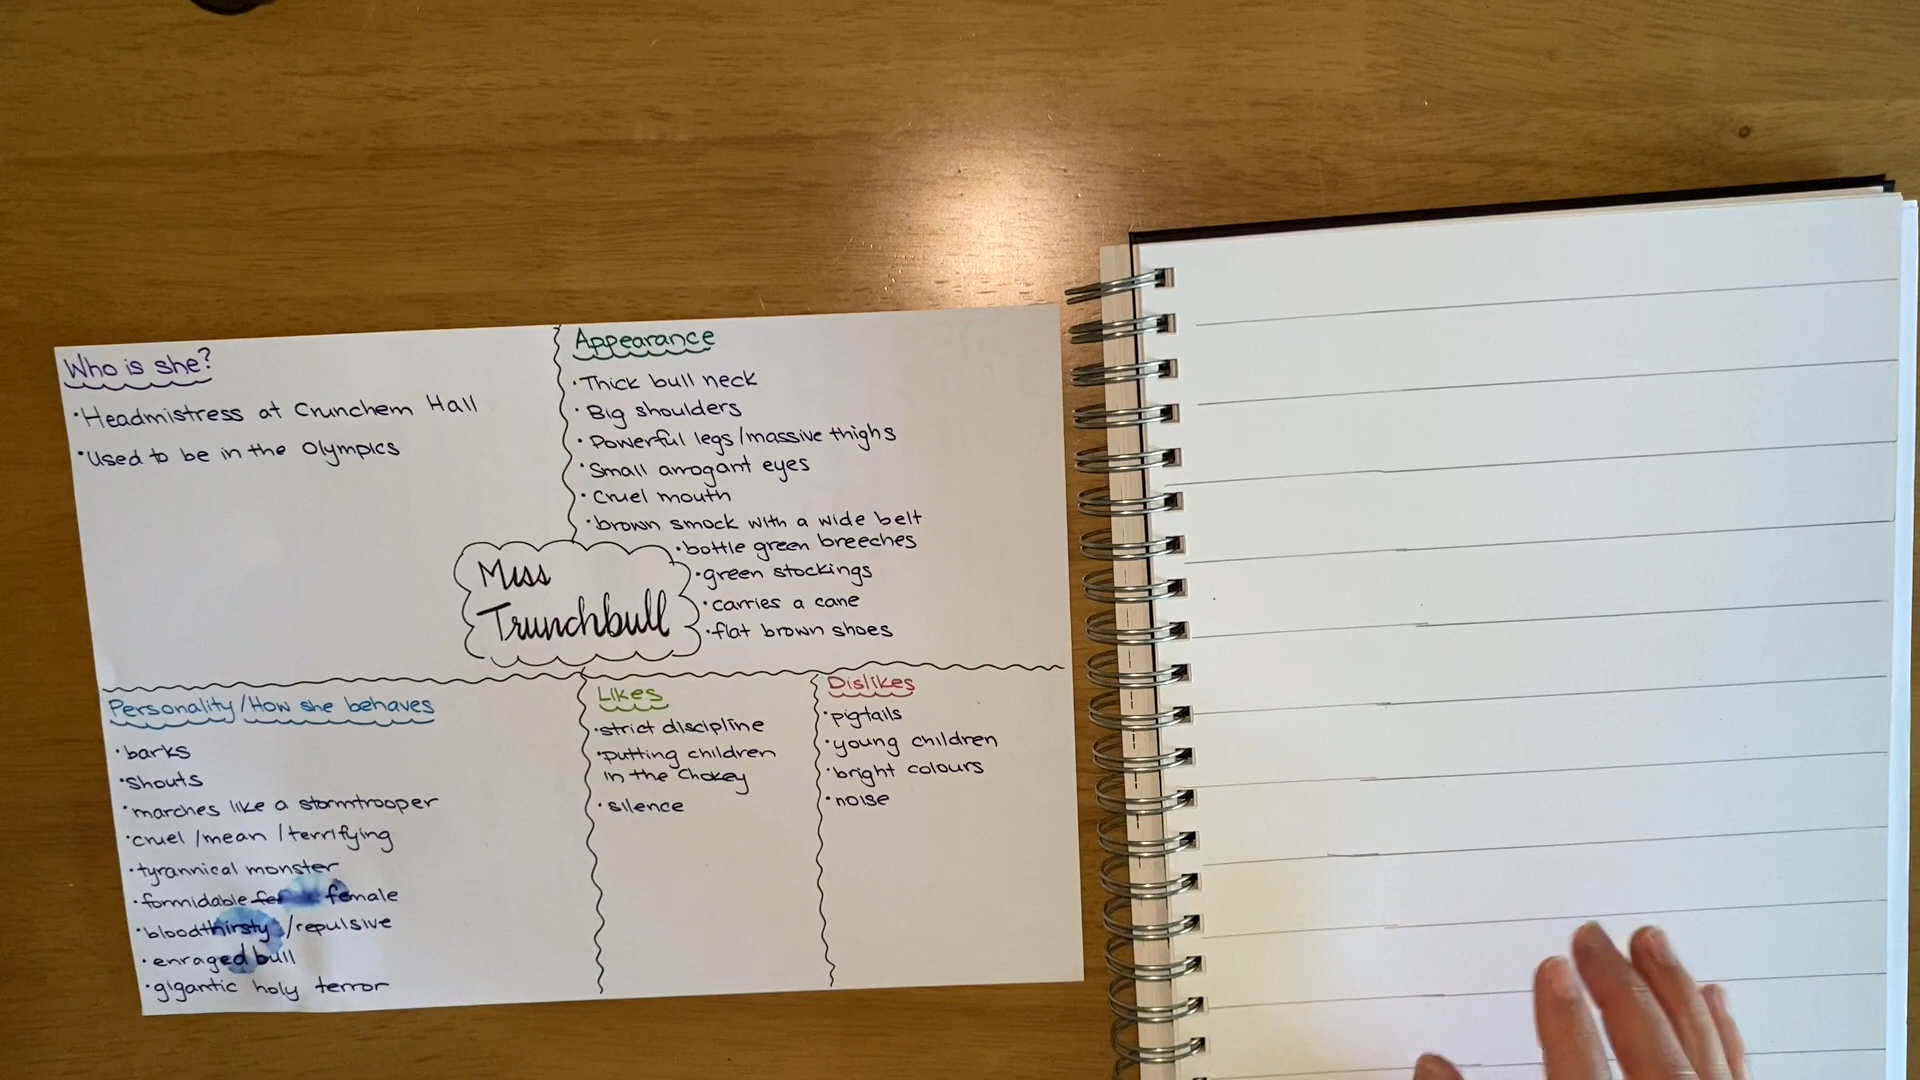 Who is she?
·Headmistress at Crunchem Hall
·Used to be in the Olympics
Appearance
·Thick bull neck
·Big shoulders
·Powerful legs/massive thighs
·Small arrogant eyes
·Cruel mouth
·brown smock with a wide belt
·bottle green breeches
·green stockings
·carries a cane
·flat brown shoes
Miss
Trunchbull
Personality/How she behaves
·barks
·shouts
·marches like a stormtrooper
·cruel/mean/terrifying
·tyrannical monster
·formidable female
·bloodthirsty/repulsive
·enraged bull
·gigantic holy terror
Likes
·strict discipline
·putting children
in the Chokey
·silence
Dislikes
·pigtails
·young children
·bright colours
·noise